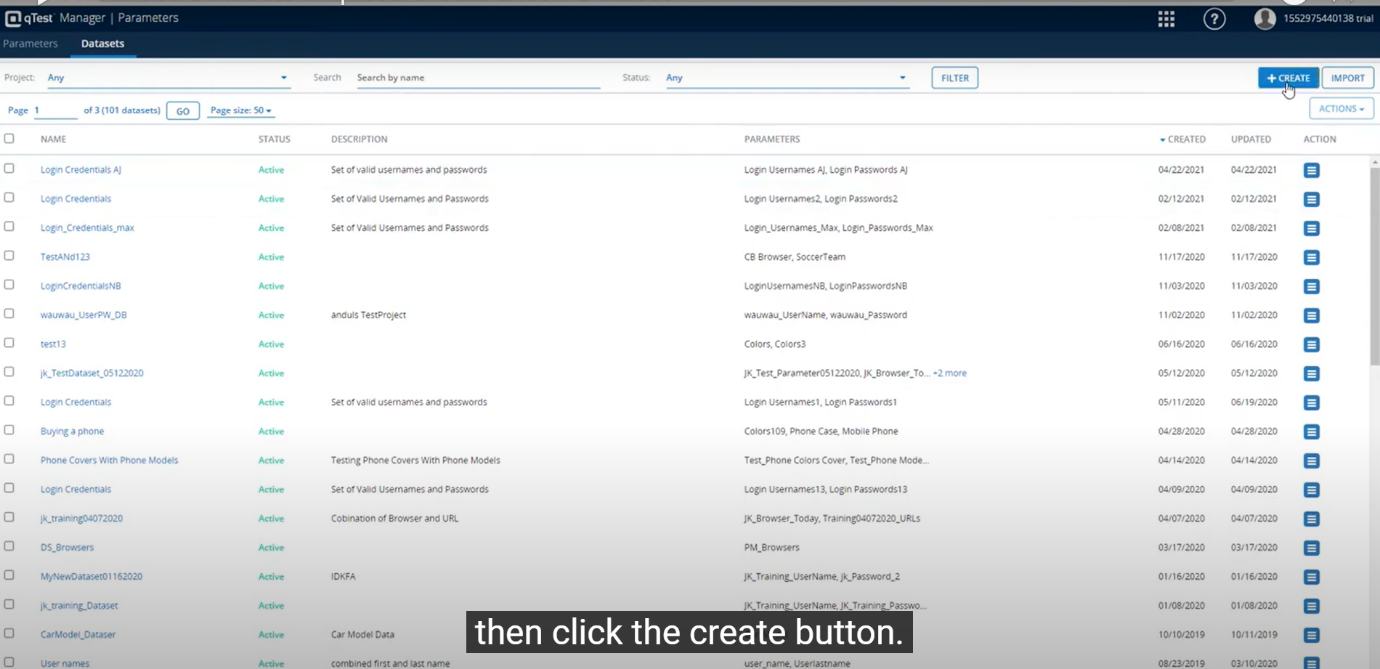 qTest Manager | Parameters
? 1552975440138 trial
Parameters Datasets
Project: Any Search Search by name Status: Any FILTER + CREATE IMPORT
Page 1 of 3 (101 datasets) GO Page size: 50 ACTIONS
NAME STATUS DESCRIPTION PARAMETERS CREATED UPDATED ACTION
Login Credentials AJ Active Set of valid usernames and passwords Login Usernames AJ, Login Passwords AJ 04/22/2021 04/22/2021
Login Credentials Active Set of Valid Usernames and Passwords Login Usernames2, Login Passwords2 02/12/2021 02/12/2021
Login_Credentials_max Active Set of Valid Usernames and Passwords Login_Usernames_Max, Login_Passwords_Max 02/08/2021 02/08/2021
TestANd123 Active CB Browser, SoccerTeam 11/17/2020 11/17/2020
LoginCredentialsNB Active LoginUsernamesNB, LoginPasswordsNB 11/03/2020 11/03/2020
wauwau_UserPW_DB Active anduls TestProject wauwau_UserName, wauwau_Password 11/02/2020 11/02/2020
test13 Active Colors, Colors3 06/16/2020 06/16/2020
jk_TestDataset_05122020 Active JK_Test_Parameter05122020, JK_Browser_To... +2 more 05/12/2020 05/12/2020
Login Credentials Active Set of valid usernames and passwords Login Usernames1, Login Passwords1 05/11/2020 06/19/2020
Buying a phone Active Colors109, Phone Case, Mobile Phone 04/28/2020 04/28/2020
Phone Covers With Phone Models Active Testing Phone Covers With Phone Models Test_Phone Colors Cover, Test_Phone Mode... 04/14/2020 04/14/2020
Login Credentials Active Set of Valid Usernames and Passwords Login Usernames13, Login Passwords13 04/09/2020 04/09/2020
jk_training04072020 Active Cobination of Browser and URL JK_Browser_Today, Training04072020_URLs 04/07/2020 04/07/2020
DS_Browsers Active PM_Browsers 03/17/2020 03/17/2020
MyNewDataset01162020 Active IDKFA JK_Training_UserName, jk_Password_2 01/16/2020 01/16/2020
jk_training_Dataset Active JK_Training_UserName, JK_Training_Passwo... 01/08/2020 01/08/2020
CarModel_Dataser Active Car Model Data 10/10/2019 10/11/2019
then click the create button.
User names Active combined first and last name user_name, Userlastname 08/23/2019 03/10/2020